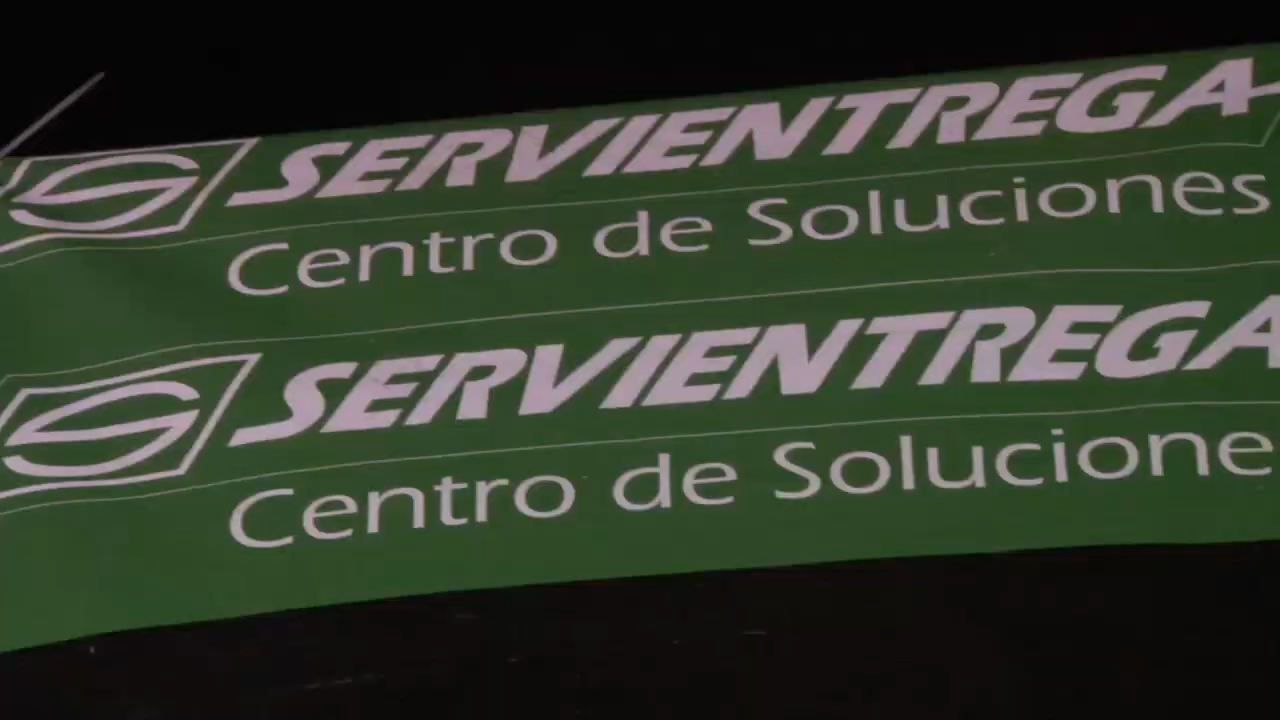 SERVIENTREGA
Centro de Soluciones
SERVIENTREGA
Centro de Solucione